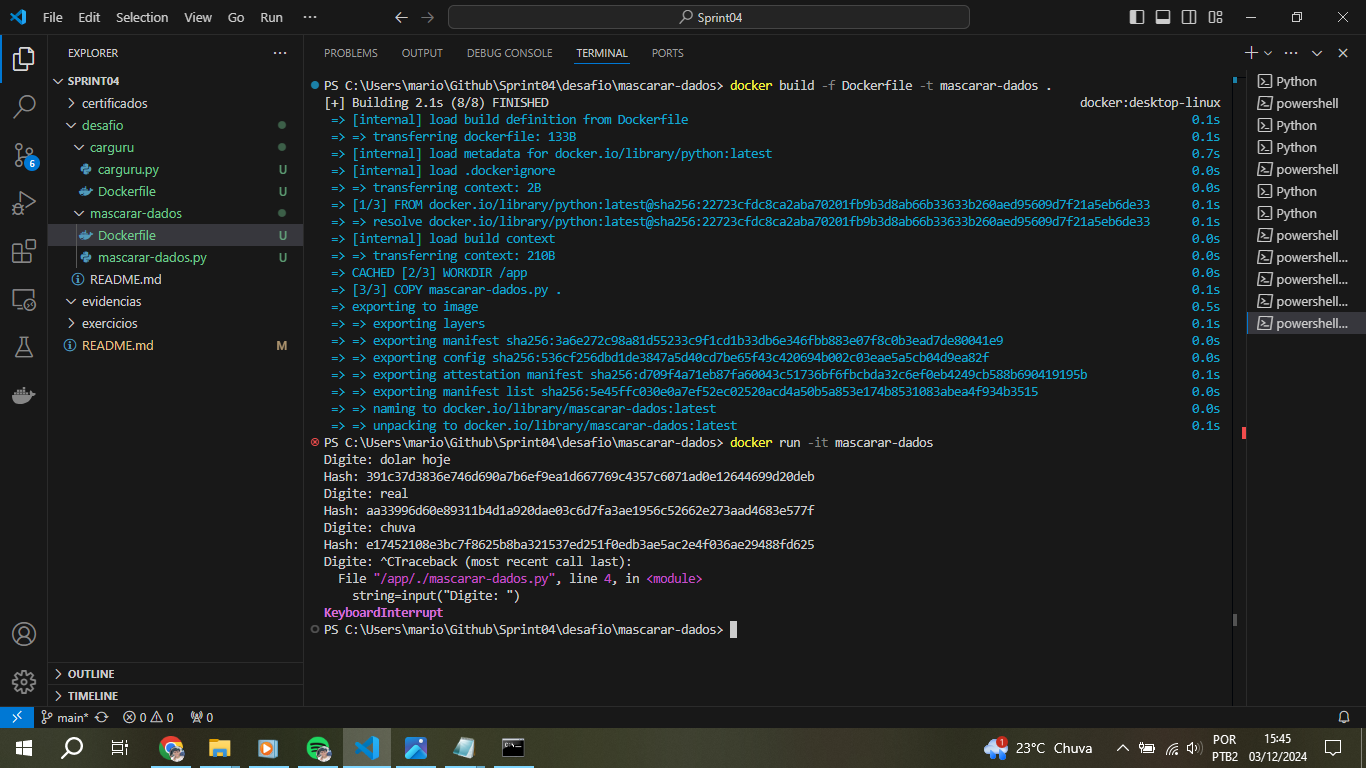 File Edit Selection View Go Run ··· Sprint04
EXPLORER ···
SPRINT04
certificados
desafio
carguru
carguru.py U
Dockerfile U
mascarar-dados
Dockerfile U
mascarar-dados.py U
README.md
evidencias
exercicios
README.md M
OUTLINE
TIMELINE
6
PROBLEMS OUTPUT DEBUG CONSOLE TERMINAL PORTS
PS C:\Users\mario\Github\Sprint04\desafio\mascarar-dados> docker build -f Dockerfile -t mascarar-dados .
[+] Building 2.1s (8/8) FINISHED docker:desktop-linux
=> [internal] load build definition from Dockerfile 0.1s
=> => transferring dockerfile: 133B 0.1s
=> [internal] load metadata for docker.io/library/python:latest 0.7s
=> [internal] load .dockerignore 0.0s
=> => transferring context: 2B 0.0s
=> [1/3] FROM docker.io/library/python:latest@sha256:22723cfdc8ca2aba70201fb9b3d8ab66b33633b260aed95609d7f21a5eb6de33 0.1s
=> => resolve docker.io/library/python:latest@sha256:22723cfdc8ca2aba70201fb9b3d8ab66b33633b260aed95609d7f21a5eb6de33 0.1s
=> [internal] load build context 0.0s
=> => transferring context: 210B 0.0s
=> CACHED [2/3] WORKDIR /app 0.0s
=> [3/3] COPY mascarar-dados.py . 0.1s
=> exporting to image 0.5s
=> => exporting layers 0.1s
=> => exporting manifest sha256:3a6e272c98a81d55233c9f1cd1b33db6e346fbb883e07f8c0b3ead7de80041e9 0.0s
=> => exporting config sha256:536cf256dbd1de3847a5d40cd7be65f43c420694b002c03eae5a5cb04d9ea82f 0.0s
=> => exporting attestation manifest sha256:d709f4a71eb87fa60043c51736bf6fbcbda32c6ef0eb4249cb588b690419195b 0.1s
=> => exporting manifest list sha256:5e45ffc030e0a7ef52ec02520acd4a50b5a853e174b8531083abea4f934b3515 0.0s
=> => naming to docker.io/library/mascarar-dados:latest 0.0s
=> => unpacking to docker.io/library/mascarar-dados:latest 0.1s
PS C:\Users\mario\Github\Sprint04\desafio\mascarar-dados> docker run -it mascarar-dados
Digite: dolar hoje
Hash: 391c37d3836e746d690a7b6ef9ea1d667769c4357c6071ad0e12644699d20deb
Digite: real
Hash: aa33996d60e89311b4d1a920dae03c6d7fa3ae1956c52662e273aad4683e577f
Digite: chuva
Hash: e17452108e3bc7f8625b8ba321537ed251f0edb3ae5ac2e4f036ae29488fd625
Digite: ^CTraceback (most recent call last):
File "/app/./mascarar-dados.py", line 4, in <module>
string=input("Digite: ")
KeyboardInterrupt
PS C:\Users\mario\Github\Sprint04\desafio\mascarar-dados>
Python
powershell
Python
Python
powershell
Python
Python
powershell
powershell...
powershell...
powershell...
powershell...
main* 0 0 0
1 23°C Chuva POR 15:45
PTB2 03/12/2024